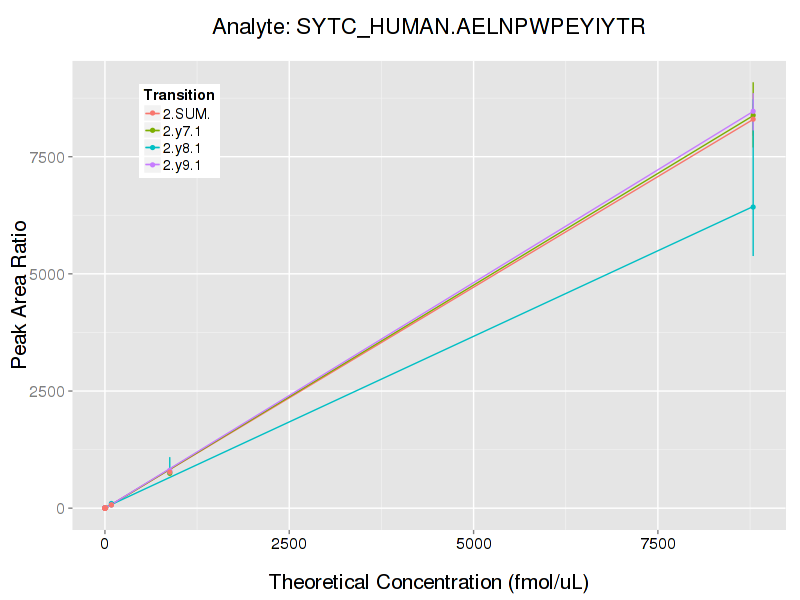 Analyte: SYTC_HUMAN.AELNPWPEYIYTR
Transition
2.SUM.
2.y7.1
2.y8.1
2.y9.1
Peak Area Ratio
7500
5000
2500
0
0 2500 5000 7500
Theoretical Concentration (fmol/uL)